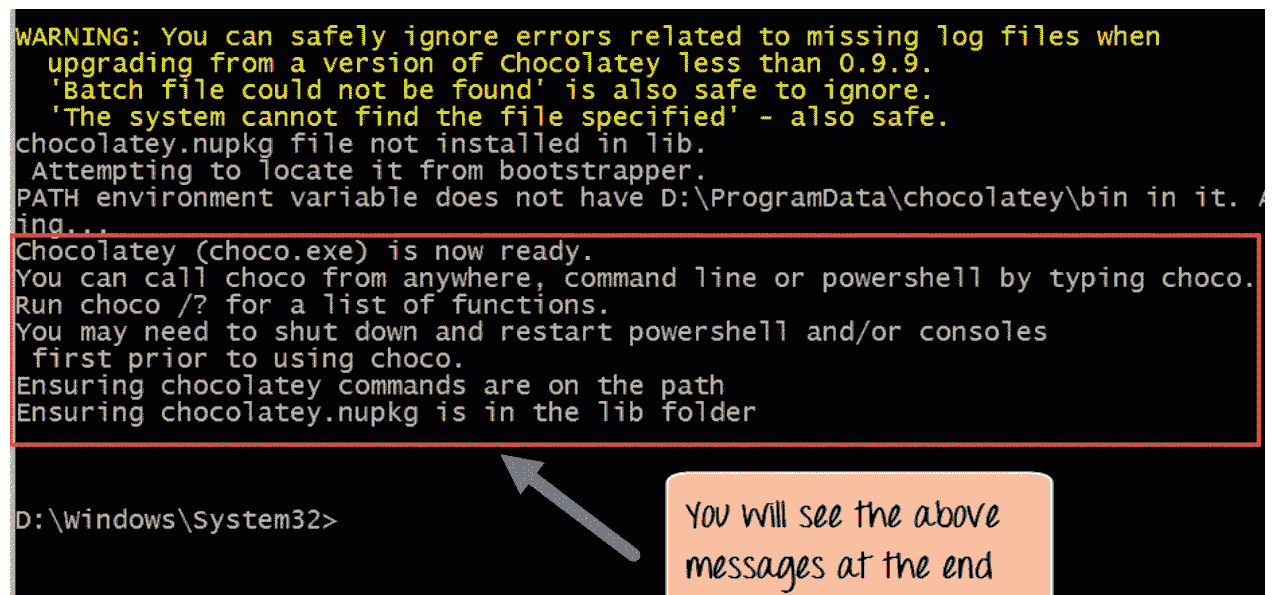 WARNING: You can safely ignore errors related to missing log files when
upgrading from a version of Chocolatey less than 0.9.9.
'Batch file could not be found' is also safe to ignore.
'The system cannot find the file specified' - also safe.
chocolatey.nupkg file not installed in lib.
Attempting to locate it from bootstrapper.
PATH environment variable does not have D:\ProgramData\chocolatey\bin in it.
ing...
Chocolatey (choco.exe) is now ready.
You can call choco from anywhere, command line or powershell by typing choco.
Run choco /? for a list of functions.
You may need to shut down and restart powershell and/or consoles
first prior to using choco.
Ensuring chocolatey commands are on the path
Ensuring chocolatey.nupkg is in the lib folder
D:\Windows\System32>
You will see the above
messages at the end